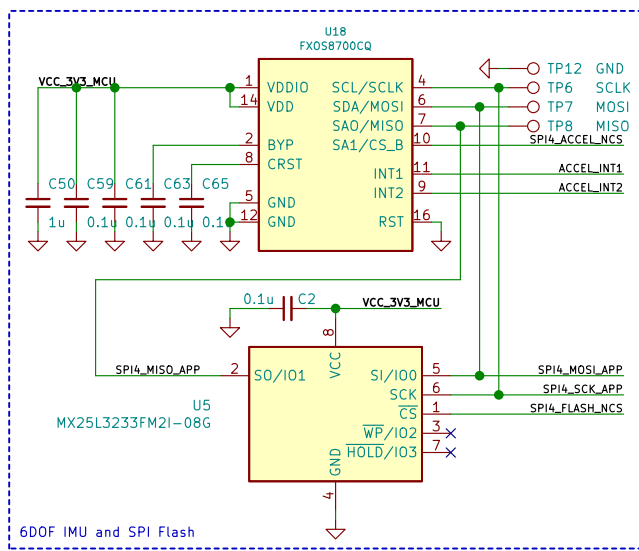 U18
FXOS8700CQ
VCC_3V3_MCU
1 VDDIO SCL/SCLK 4
14 VDD SDA/MOSI 6
SAO/MISO 7
2 BYP SA1/CS_B 10
8 CRST
INT1 11
INT2 9
5 GND
12 GND RST 16
TP12 GND
TP6 SCLK
TP7 MOSI
TP8 MISO
SPI4_ACCEL_NCS
ACCEL_INT1
ACCEL_INT2
C50 C59 C61 C63 C65
1u 0.1u 0.1u 0.1u 0.1
0.1u C2 VCC_3V3_MCU
8
VCC
SPI4_MISO_APP 2 SO/IO1 SI/IO0 5 SPI4_MOSI_APP
SCK 6 SPI4_SCK_APP
CS 1 SPI4_FLASH_NCS
U5
MX25L3233FM2I-08G
WP/IO2 3
HOLD/IO3 7
GND
4
6DOF IMU and SPI Flash